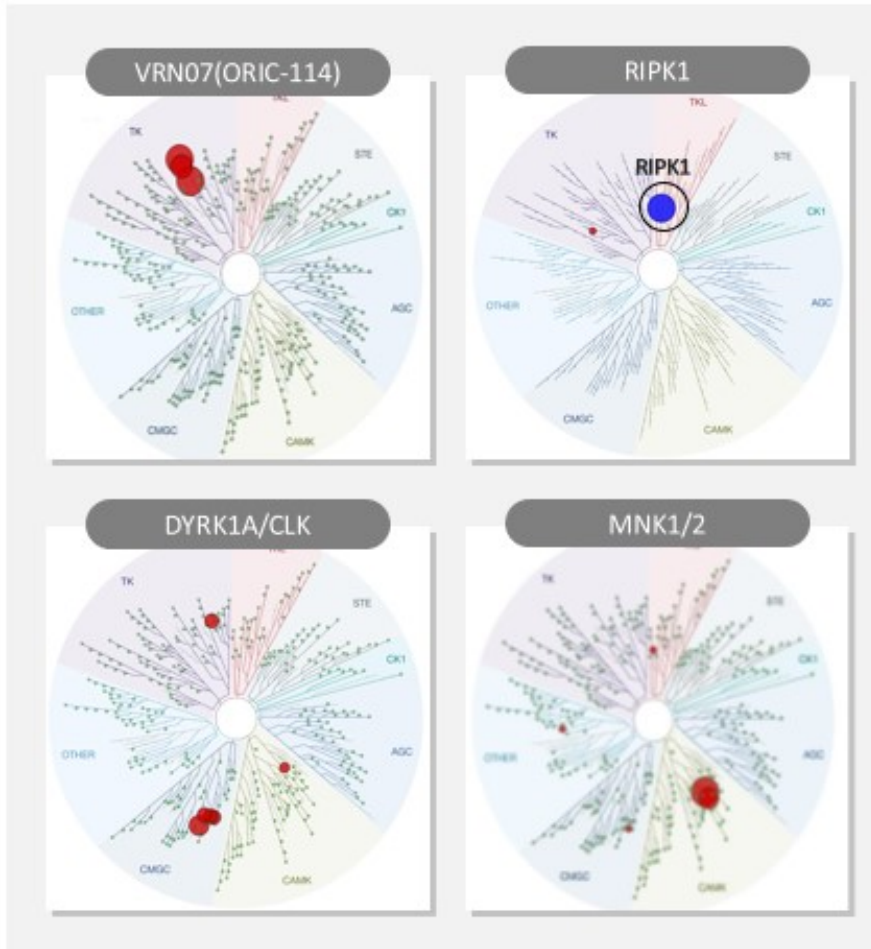 VRN07(ORIC-114)
TK
TKL
STE
CK1
AGC
CAMK
CMGC
OTHER
RIPK1
TK
TKL
STE
CK1
AGC
CAMK
CMGC
OTHER
RIPK1
DYRK1A/CLK
TK
STE
CK1
AGC
CAMK
CMGC
OTHER
MNK1/2
TK
STE
CK1
AGC
CAMK
CMGC
OTHER